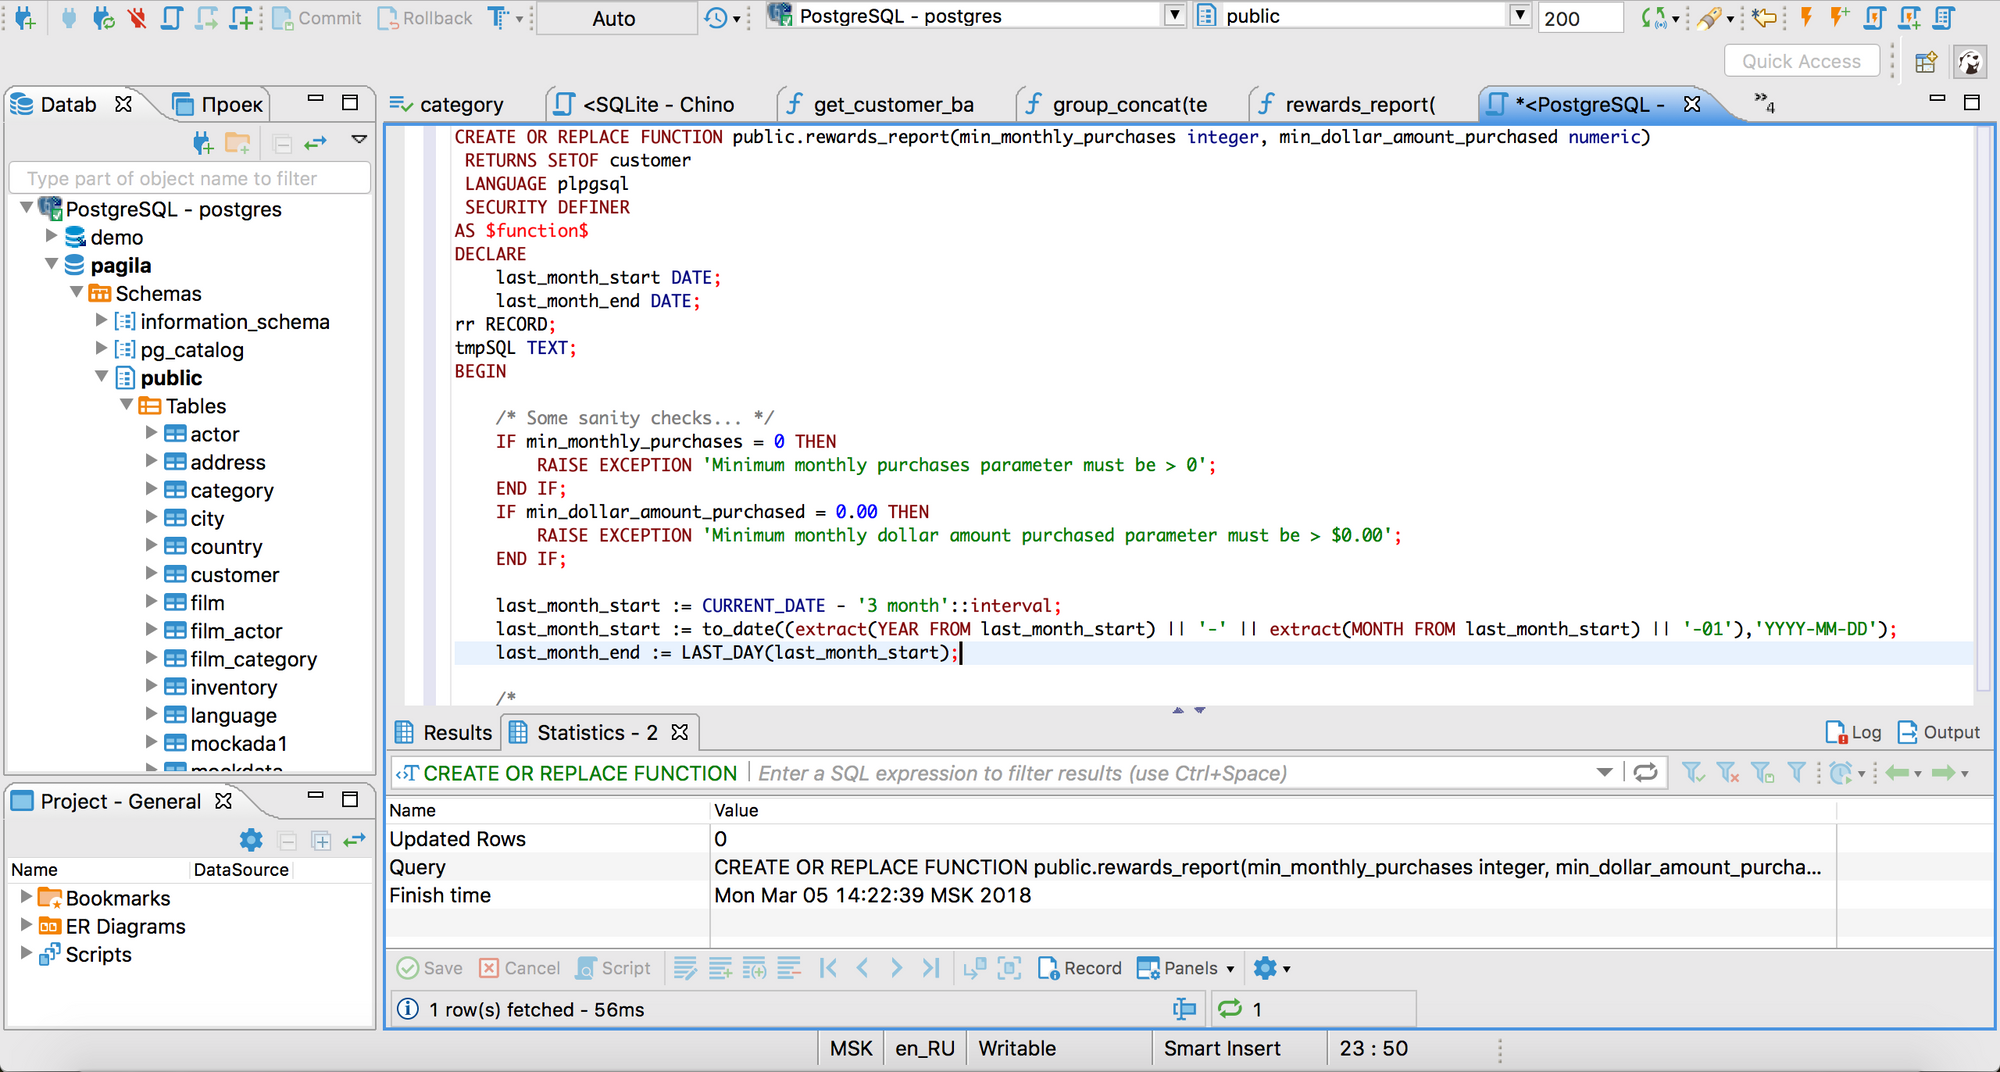 Commit
Rollback
Auto
PostgreSQL - postgres
public
200
Quick Access
Datab
Проек
category
<SQLite - Chino
get_customer_ba
group_concat(te
rewards_report(
*<PostgreSQL -
»4
Type part of object name to filter
PostgreSQL - postgres
demo
pagila
Schemas
information_schema
pg_catalog
public
Tables
actor
address
category
city
country
customer
film
film_actor
film_category
inventory
language
mockada1
mockdata
CREATE OR REPLACE FUNCTION public.rewards_report(min_monthly_purchases integer, min_dollar_amount_purchased numeric)
RETURNS SETOF customer
LANGUAGE plpgsql
SECURITY DEFINER
AS $function$
DECLARE
last_month_start DATE;
last_month_end DATE;
rr RECORD;
tmpSQL TEXT;
BEGIN
/* Some sanity checks... */
IF min_monthly_purchases = 0 THEN
RAISE EXCEPTION 'Minimum monthly purchases parameter must be > 0';
END IF;
IF min_dollar_amount_purchased = 0.00 THEN
RAISE EXCEPTION 'Minimum monthly dollar amount purchased parameter must be > $0.00';
END IF;
last_month_start := CURRENT_DATE - '3 month'::interval;
last_month_start := to_date((extract(YEAR FROM last_month_start) || '-' || extract(MONTH FROM last_month_start) || '-01'),'YYYY-MM-DD');
last_month_end := LAST_DAY(last_month_start);
/*
Results
Statistics - 2
Log
Output
CREATE OR REPLACE FUNCTION
Enter a SQL expression to filter results (use Ctrl+Space)
Name Value
Updated Rows 0
Query CREATE OR REPLACE FUNCTION public.rewards_report(min_monthly_purchases integer, min_dollar_amount_purcha...
Finish time Mon Mar 05 14:22:39 MSK 2018
Project - General
Name DataSource
Bookmarks
ER Diagrams
Scripts
Save
Cancel
Script
Record
Panels
1 row(s) fetched - 56ms
1
MSK
en_RU
Writable
Smart Insert
23 : 50